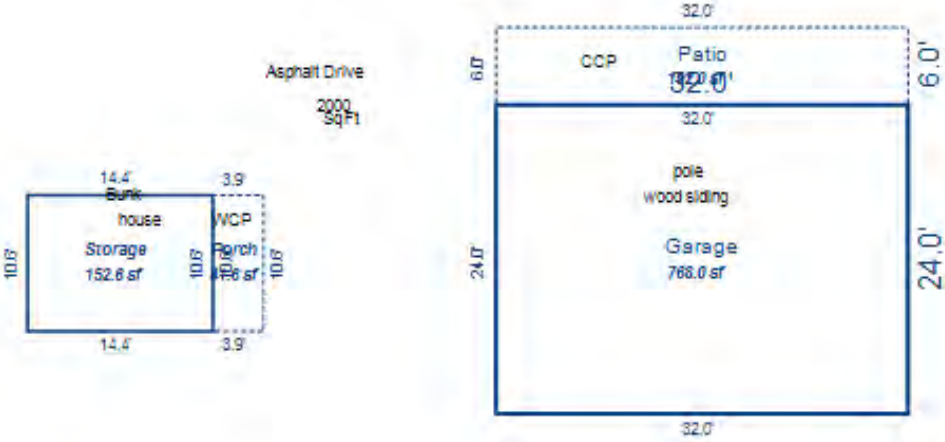 32.0'
6.0'
CCP
Patio
6.0'
32.0'
32.0'
Asphalt Drive
2000
SqFt
pole
wood siding
Garage
768.0 sf
24.0'
24.0'
32.0'
14.4'
3.9'
Bunk
house
WCP
Storage
Porch
152.6 sf
10.6'
10.6'
10.6'
14.4'
3.9'